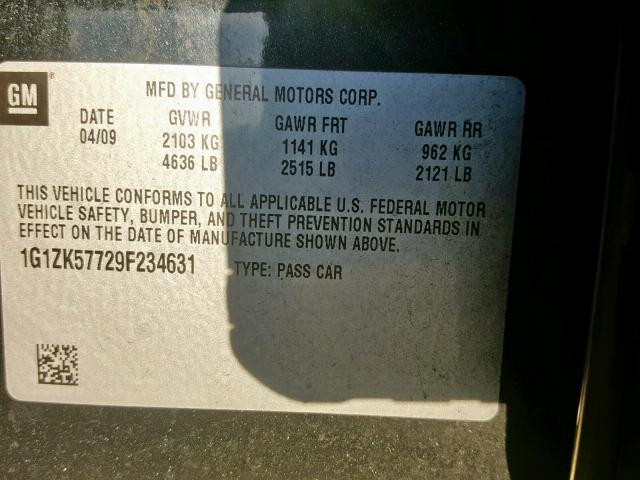 GM
MFD BY GENERAL MOTORS CORP.
DATE GVWR GAWR FRT GAWR RR
04/09 2103 KG 1141 KG 962 KG
4636 LB 2515 LB 2121 LB
THIS VEHICLE CONFORMS TO ALL APPLICABLE U.S. FEDERAL MOTOR
VEHICLE SAFETY, BUMPER, AND THEFT PREVENTION STANDARDS IN
EFFECT ON THE DATE OF MANUFACTURE SHOWN ABOVE.
1G1ZK57729F234631 TYPE: PASS CAR